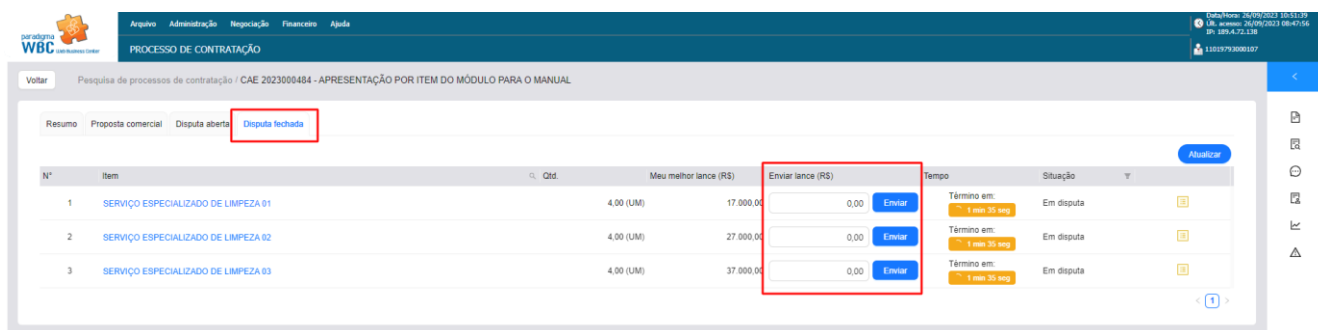 Arquivo Administração Negociação Financeiro Ajuda
Data/Hora: 26/09/2023 10:51:39
Últ. acesso: 26/09/2023 08:47:56
IP: 189.4.72.138
paradigma
WBC
PROCESSO DE CONTRATAÇÃO
11019793000107
Voltar Pesquisa de processos de contratação / CAE 2023000484 - APRESENTAÇÃO POR ITEM DO MÓDULO PARA O MANUAL
Resumo Proposta comercial Disputa aberta Disputa fechada
Atualizar
N° Item Qtd. Meu melhor lance (R$) Enviar lance (R$) Tempo Situação
1 SERVIÇO ESPECIALIZADO DE LIMPEZA 01 4,00 (UM) 17.000,00 0,00 Enviar Término em: 1 min 35 seg Em disputa
2 SERVIÇO ESPECIALIZADO DE LIMPEZA 02 4,00 (UM) 27.000,00 0,00 Enviar Término em: 1 min 35 seg Em disputa
3 SERVIÇO ESPECIALIZADO DE LIMPEZA 03 4,00 (UM) 37.000,00 0,00 Enviar Término em: 1 min 35 seg Em disputa
< 1 >